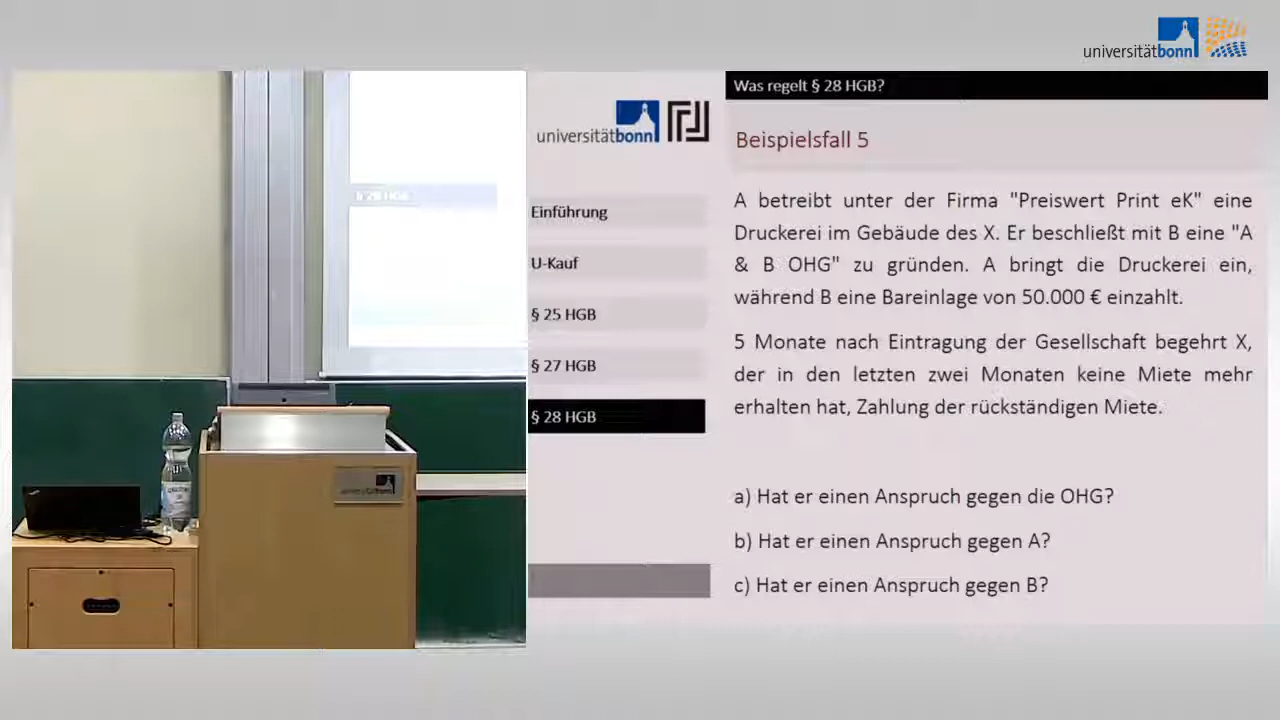 universitätbonn
Was regelt § 28 HGB?
universitätbonn
Beispielsfall 5
Einführung
U-Kauf
§ 25 HGB
§ 27 HGB
§ 28 HGB
A betreibt unter der Firma "Preiswert Print eK" eine
Druckerei im Gebäude des X. Er beschließt mit B eine "A
& B OHG" zu gründen. A bringt die Druckerei ein,
während B eine Bareinlage von 50.000 € einzahlt.
5 Monate nach Eintragung der Gesellschaft begehrt X,
der in den letzten zwei Monaten keine Miete mehr
erhalten hat, Zahlung der rückständigen Miete.
a) Hat er einen Anspruch gegen die OHG?
b) Hat er einen Anspruch gegen A?
c) Hat er einen Anspruch gegen B?
§ 28 HGB